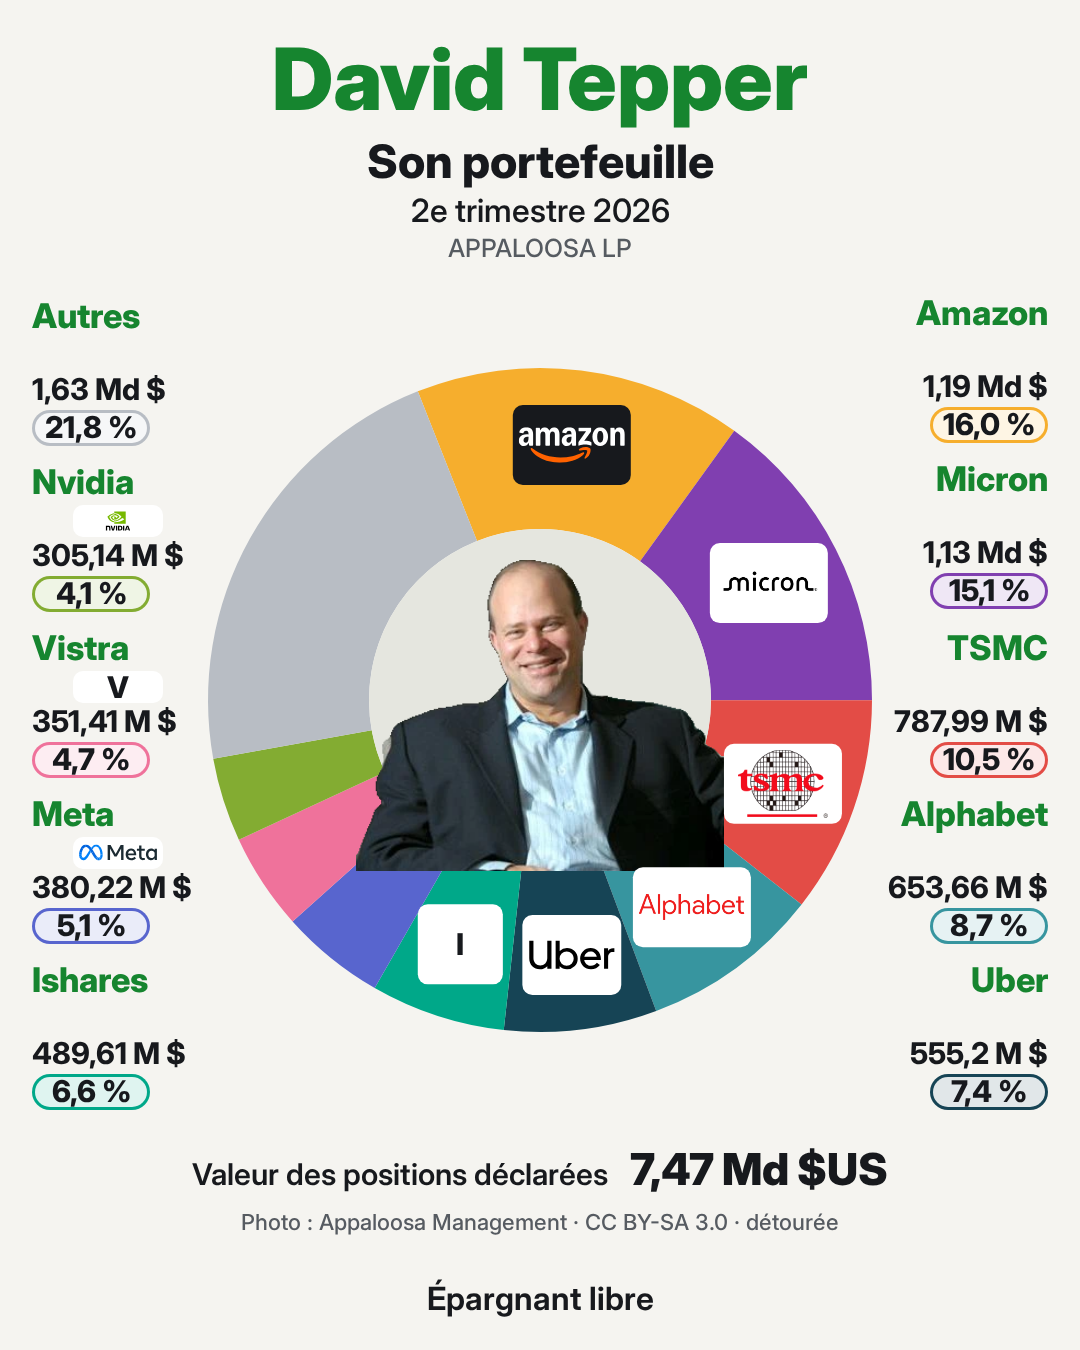 David Tepper
Son portefeuille
2e trimestre 2026
APPALOOSA LP
Autres
1,63 Md $
21,8 %
Nvidia
NVIDIA
305,14 M $
4,1 %
Vistra
V
351,41 M $
4,7 %
Meta
Meta
380,22 M $
5,1 %
Ishares
489,61 M $
6,6 %
amazon
micron
tsmc
Alphabet
Uber
I
Amazon
1,19 Md $
16,0 %
Micron
1,13 Md $
15,1 %
TSMC
787,99 M $
10,5 %
Alphabet
653,66 M $
8,7 %
Uber
555,2 M $
7,4 %
Valeur des positions déclarées 7,47 Md $US
Photo : Appaloosa Management · CC BY-SA 3.0 · détourée
Épargnant libre